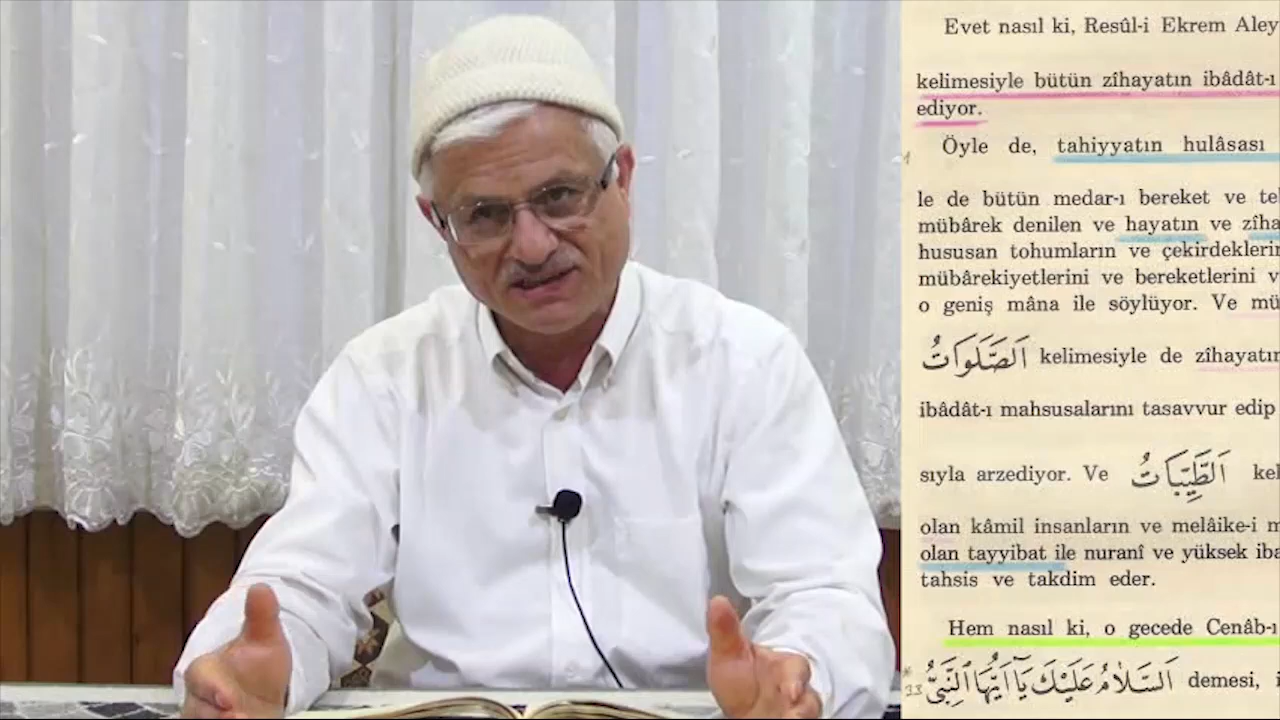 Evet nasıl ki, Resûl-i Ekrem Aley
kelimesiyle bütün zîhayatın ibâdât-ı
ediyor.
Öyle de, tahiyyatın hulâsası
le de bütün medar-ı bereket ve te
mübârek denilen ve hayatın ve zîha
hususan tohumların ve çekirdeklerin
mübârekiyetlerini ve bereketlerini v
o geniş mâna ile söylüyor. Ve mü
اَلصَّلَوَاتُ kelimesiyle de zîhayatın
ibâdât-ı mahsusalarını tasavvur edip
sıyla arzediyor. Ve اَلطَّيِّبَاتُ kel
olan kâmil insanların ve melâike-i m
olan tayyibat ile nuranî ve yüksek iba
tahsis ve takdim eder.
Hem nasıl ki, o gecede Cenâb-ı
33 اَلسَّلَامُ عَلَيْكَ يَا اَيُّهَا النَّبِىُّ demesi, i